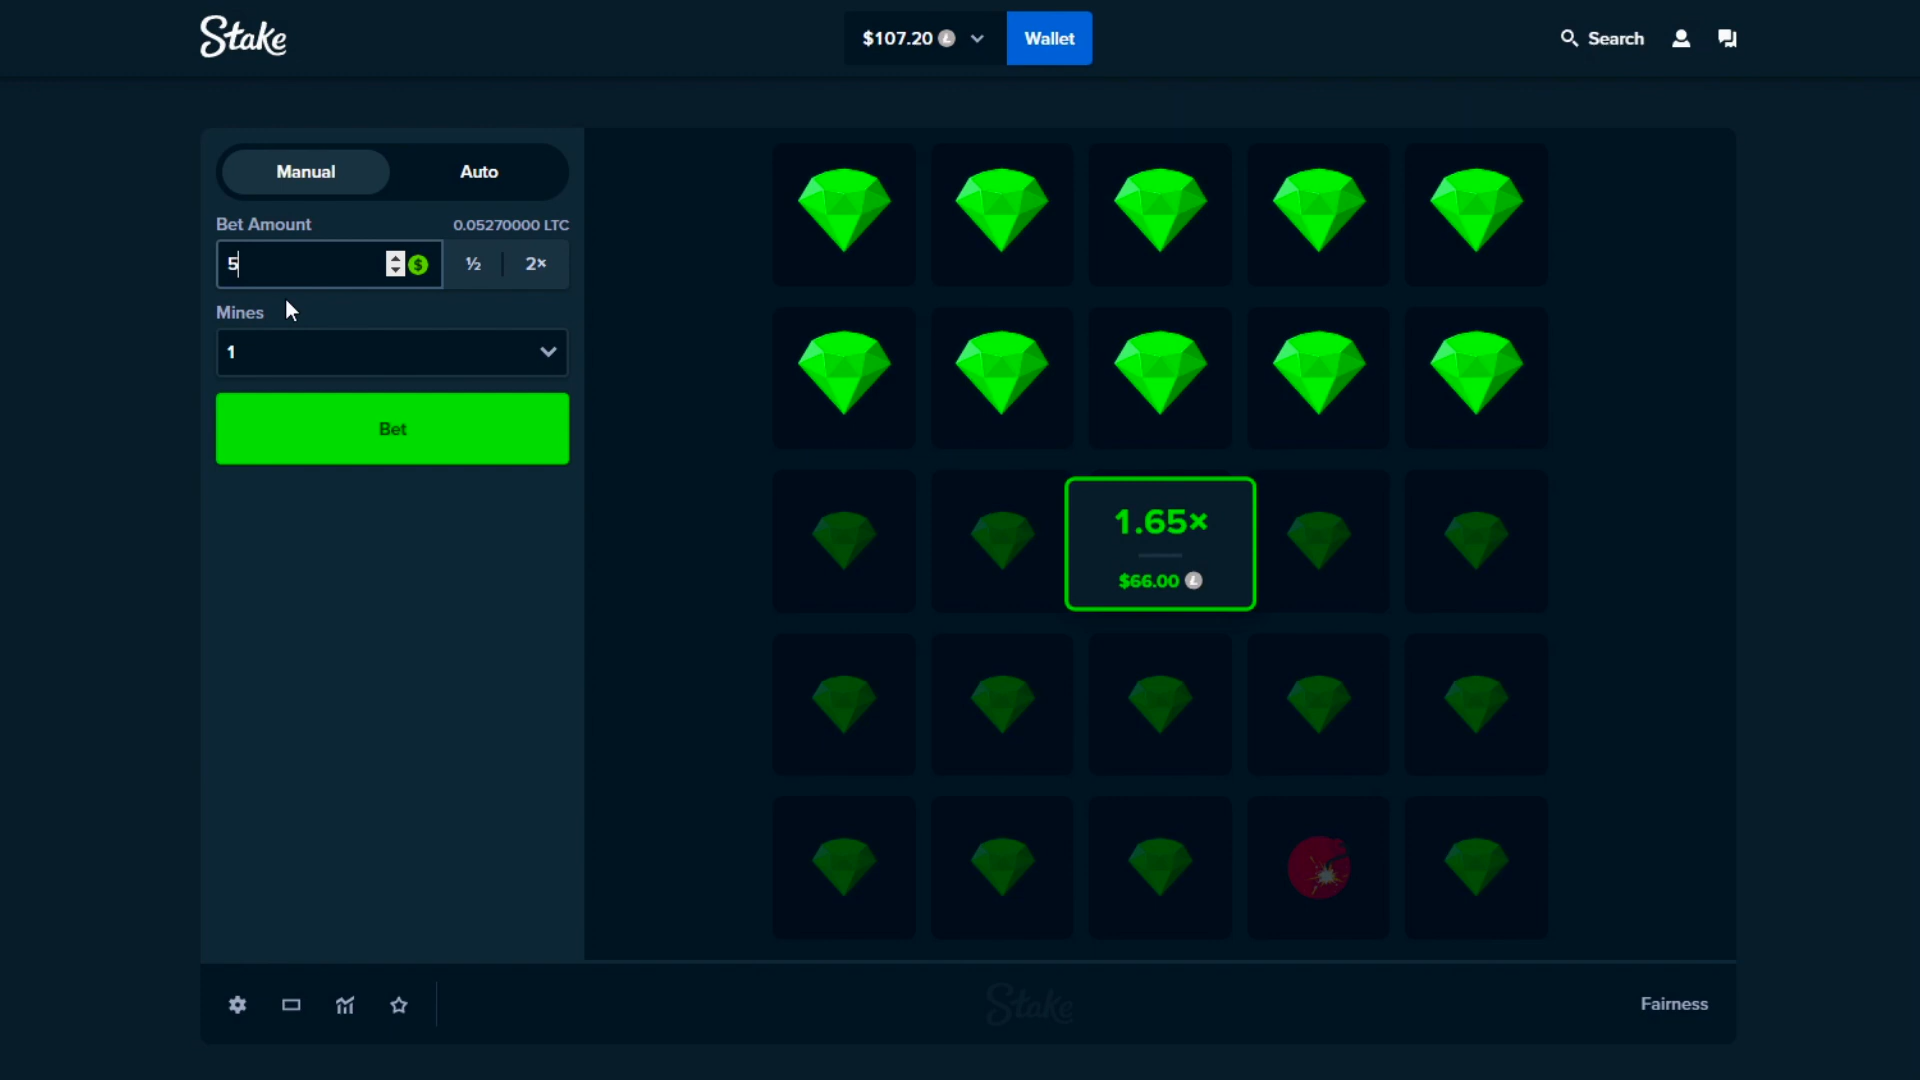 Stake
$107.20
Wallet
Search
Manual
Auto
Bet Amount
0.05270000 LTC
5
$
½
2×
Mines
1
Bet
1.65×
$66.00
Stake
Fairness